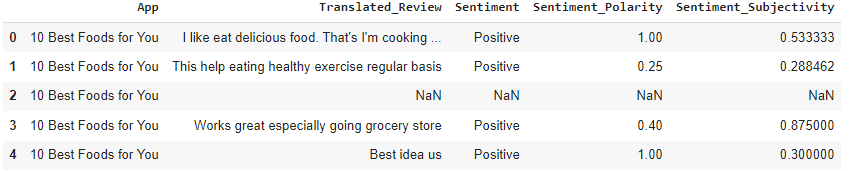 App Translated_Review Sentiment Sentiment_Polarity Sentiment_Subjectivity
0 10 Best Foods for You I like eat delicious food. That's I'm cooking ... Positive 1.00 0.533333
1 10 Best Foods for You This help eating healthy exercise regular basis Positive 0.25 0.288462
2 10 Best Foods for You NaN NaN NaN NaN
3 10 Best Foods for You Works great especially going grocery store Positive 0.40 0.875000
4 10 Best Foods for You Best idea us Positive 1.00 0.300000